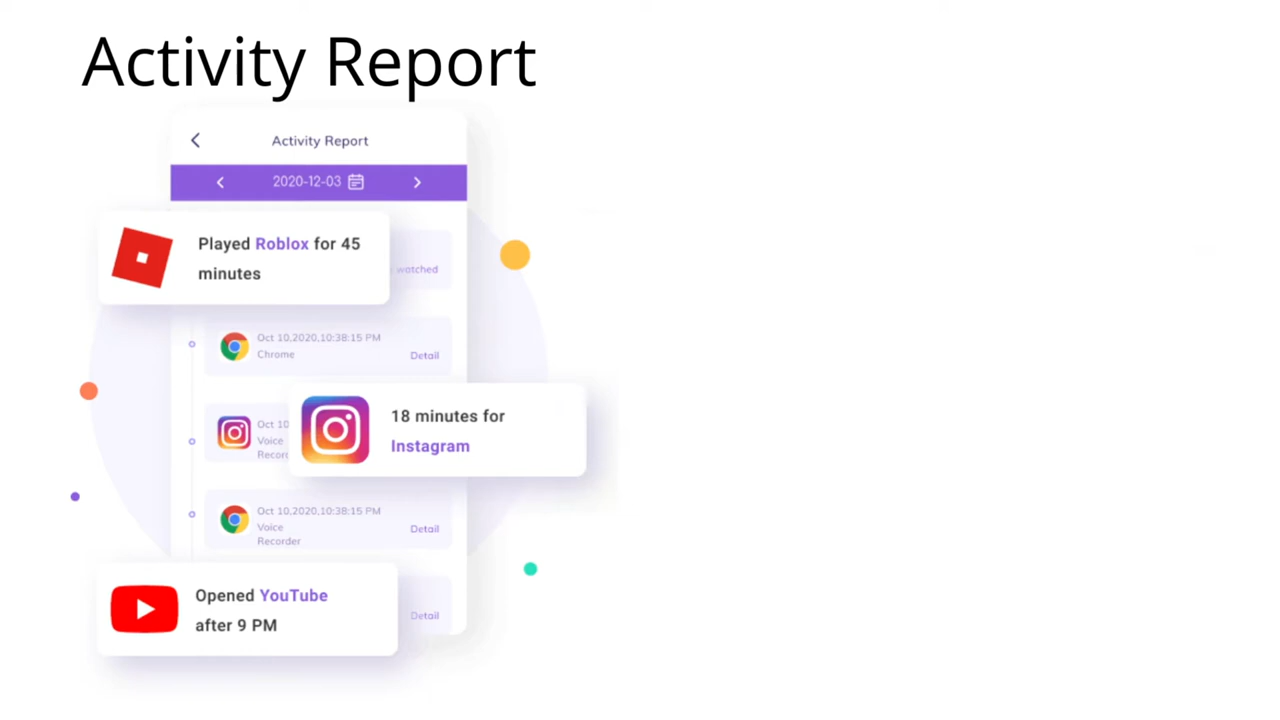 Activity Report
Activity Report
2020-12-03
Played Roblox for 45
minutes
watched
Oct 10,2020,10:38:15 PM
Chrome
Detail
18 minutes for
Instagram
Oct 10
Voice
Oct 10,2020,10:38:15 PM
Voice
Detail
Recorder
Opened YouTube
after 9 PM
Detail